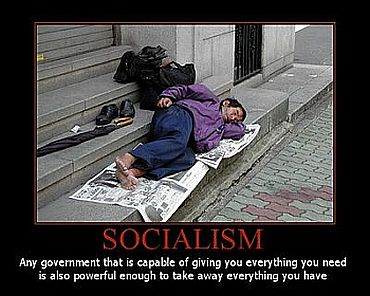 SOCIALISM
Any government that is capable of giving you everything you need
is also powerful enough to take away everything you have